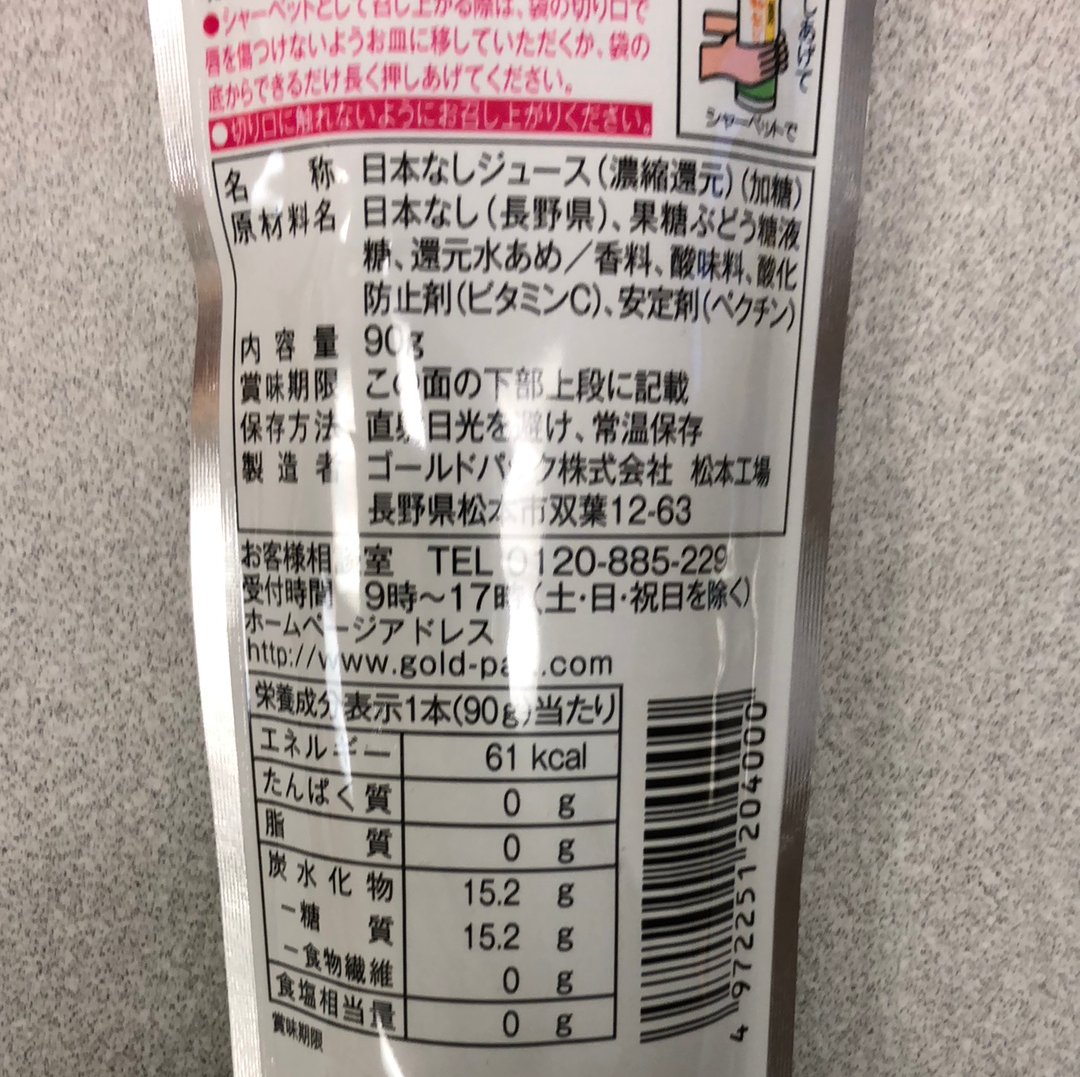 ●シャーベットとして召し上がる際は、袋の切り口で
唇を傷つけないようお皿に移していただくか、袋の
底からできるだけ長く押しあげてください。
●切り口に触れないようにお召し上がりください。
しあげて
シャーベットで
名称 日本なしジュース(濃縮還元)(加糖)
原材料名 日本なし(長野県)、果糖ぶどう糖液
糖、還元水あめ/香料、酸味料、酸化
防止剤(ビタミンC)、安定剤(ペクチン)
内容量 90g
賞味期限 この面の下部上段に記載
保存方法 直射日光を避け、常温保存
製造者 ゴールドパック株式会社 松本工場
長野県松本市双葉12-63
お客様相談室 TEL 0120-885-229
受付時間 9時~17時(土・日・祝日を除く)
ホームページアドレス
http://www.gold-pak.com
栄養成分表示1本(90g)当たり
エネルギー 61 kcal
たんぱく質 0 g
脂質 0 g
炭水化物 15.2 g
-糖質 15.2 g
-食物繊維 0 g
食塩相当量 0 g
賞味期限
4 972251 204000